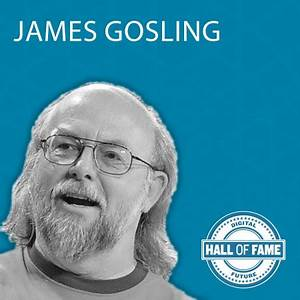 JAMES GOSLING
DIGITAL
HALL OF FAME
FUTURE